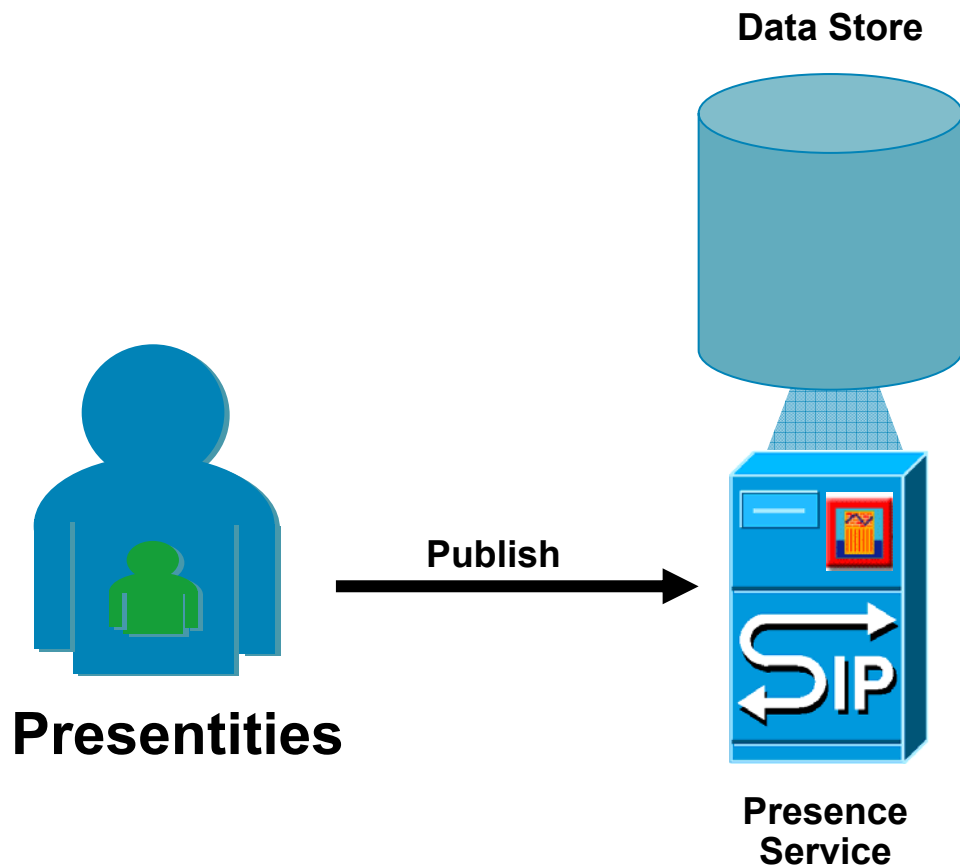 Data Store
Publish
SIP
Presentities
Presence
Service